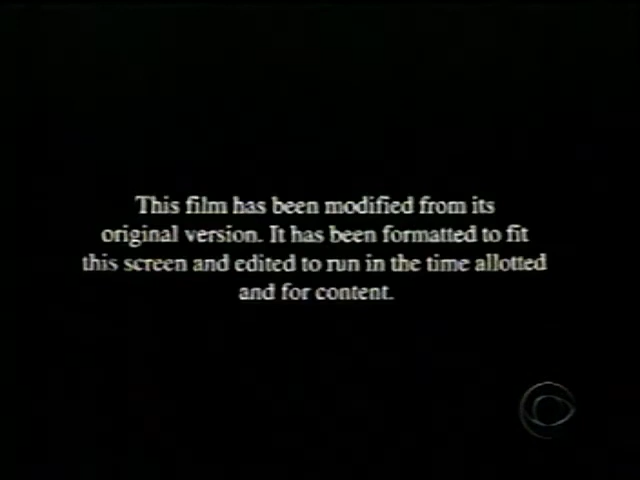 This film has been modified from its
original version. It has been formatted to fit
this screen and edited to run in the time allotted
and for content.